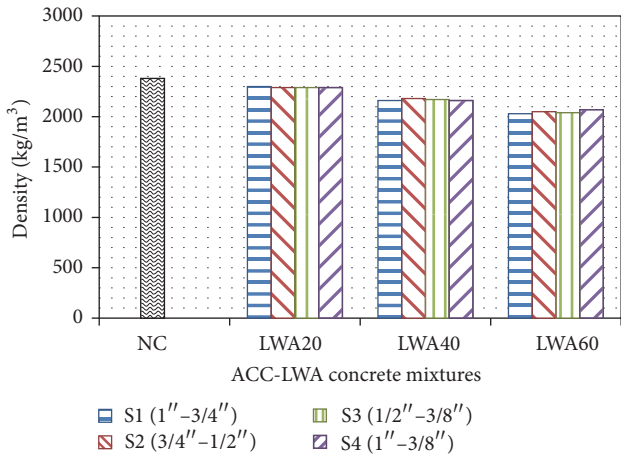 3000
2500
2000
1500
1000
500
0
Density (kg/m³)
NC LWA20 LWA40 LWA60
ACC-LWA concrete mixtures
S1 (1″–3/4″) S3 (1/2″–3/8″)
S2 (3/4″–1/2″) S4 (1″–3/8″)